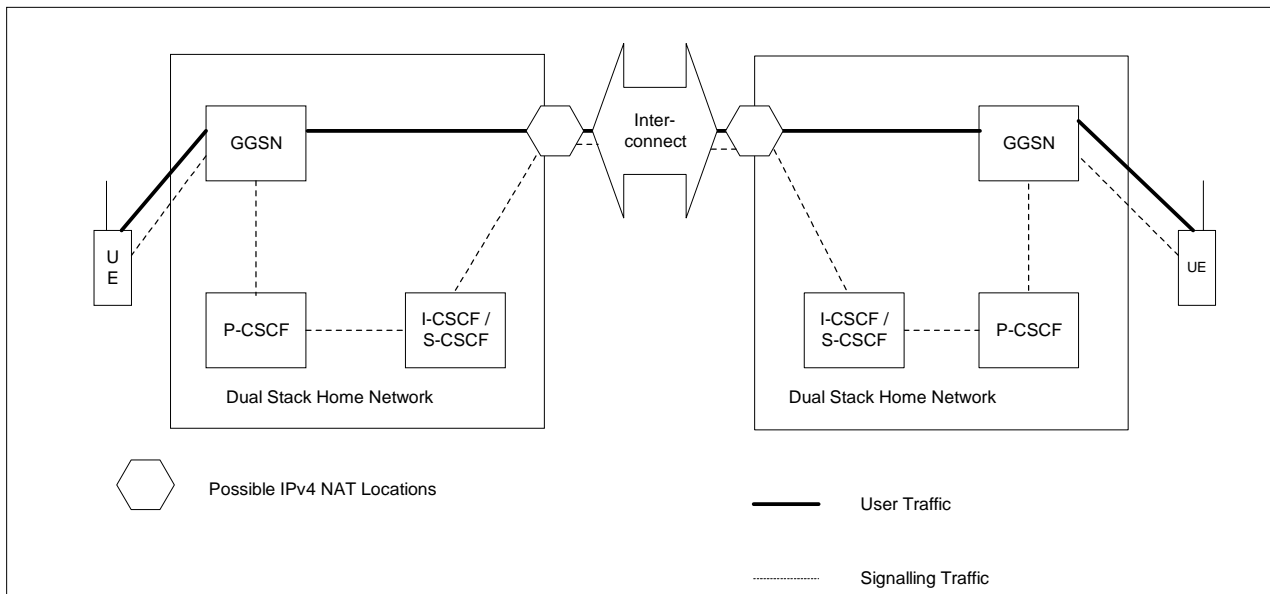 Inter-
connect
GGSN
GGSN
U
E
UE
P-CSCF
I-CSCF /
S-CSCF
I-CSCF /
S-CSCF
P-CSCF
Dual Stack Home Network
Dual Stack Home Network
Possible IPv4 NAT Locations
User Traffic
Signalling Traffic